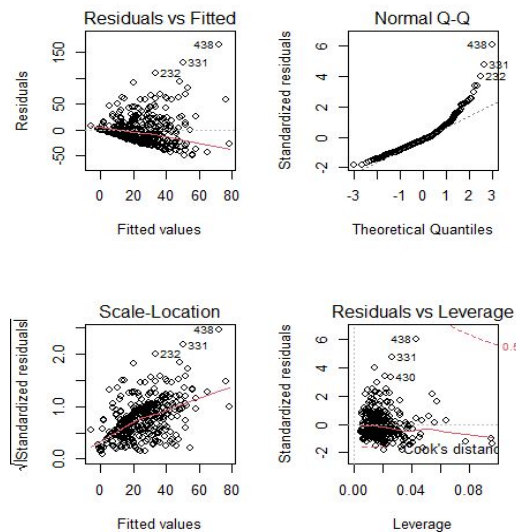 Residuals vs Fitted
Residuals
150
50
0
-50
438
331
232
0 20 40 60 80
Fitted values
Normal Q-Q
Standardized residuals
6
4
2
0
-2
438
331
232
-3 -1 0 1 2 3
Theoretical Quantiles
Scale-Location
√|Standardized residuals|
2.0
1.0
0.0
438
331
232
0 20 40 60 80
Fitted values
Residuals vs Leverage
Standardized residuals
6
4
2
0
-2
438
331
430
0.5
Cook's distanc
0.00 0.04 0.08
Leverage